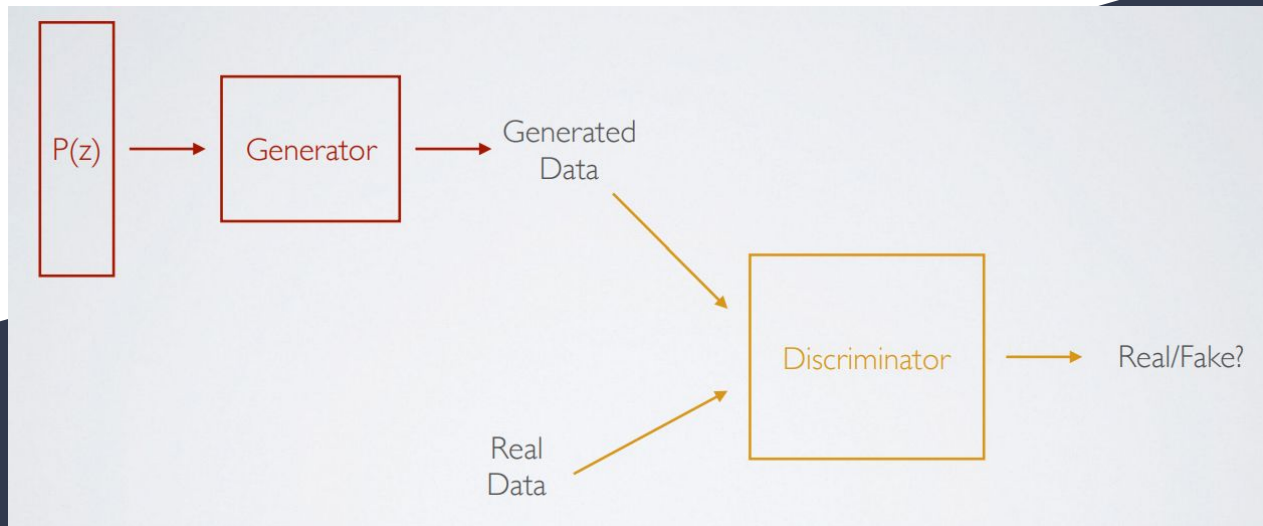 P(z)
Generator
Generated
Data
Discriminator
Real/Fake?
Real
Data